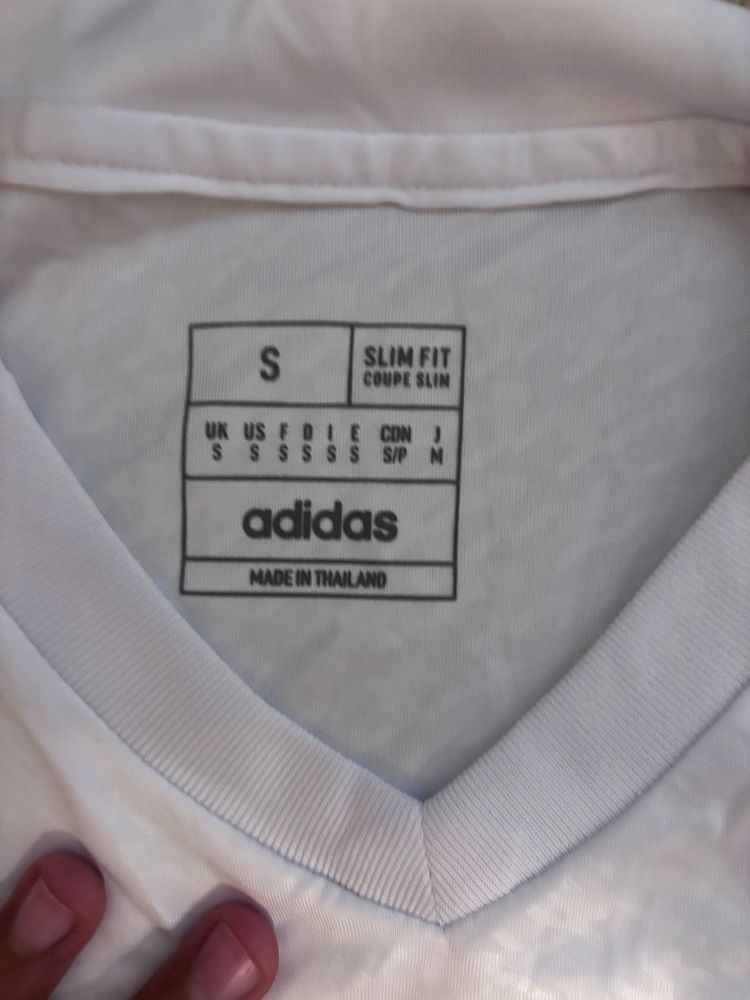 S
SLIM FIT
COUPE SLIM
UK US F D I E CDN J
S S S S S S S/P M
adidas
MADE IN THAILAND